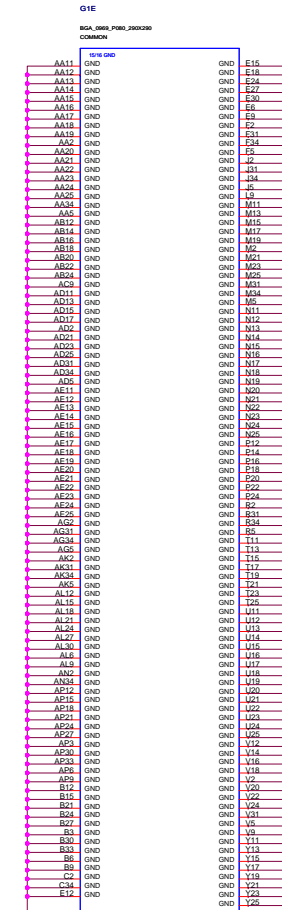 G1E
BGA_0969_P080_290X290
COMMON
15/16 GND
AA11 GND
AA12 GND
AA13 GND
AA14 GND
AA15 GND
AA16 GND
AA17 GND
AA18 GND
AA19 GND
AA2 GND
AA20 GND
AA21 GND
AA22 GND
AA23 GND
AA24 GND
AA25 GND
AA34 GND
AA5 GND
AB12 GND
AB14 GND
AB16 GND
AB18 GND
AB20 GND
AB22 GND
AB24 GND
AC9 GND
AD11 GND
AD13 GND
AD15 GND
AD17 GND
AD2 GND
AD21 GND
AD23 GND
AD25 GND
AD31 GND
AD34 GND
AD5 GND
AE11 GND
AE12 GND
AE13 GND
AE14 GND
AE15 GND
AE16 GND
AE17 GND
AE18 GND
AE19 GND
AE20 GND
AE21 GND
AE22 GND
AE23 GND
AE24 GND
AE25 GND
AG2 GND
AG31 GND
AG34 GND
AG5 GND
AK2 GND
AK31 GND
AK34 GND
AK5 GND
AL12 GND
AL15 GND
AL18 GND
AL21 GND
AL24 GND
AL27 GND
AL30 GND
AL6 GND
AL9 GND
AN2 GND
AN34 GND
AP12 GND
AP15 GND
AP18 GND
AP21 GND
AP24 GND
AP27 GND
AP3 GND
AP30 GND
AP33 GND
AP6 GND
AP9 GND
B12 GND
B15 GND
B21 GND
B24 GND
B27 GND
B3 GND
B30 GND
B33 GND
B6 GND
B9 GND
C2 GND
C34 GND
E12 GND
GND E15
GND E18
GND E24
GND E27
GND E30
GND E6
GND E9
GND F2
GND F31
GND F34
GND F5
GND J2
GND J31
GND J34
GND J5
GND L9
GND M11
GND M13
GND M15
GND M17
GND M19
GND M2
GND M21
GND M23
GND M25
GND M31
GND M34
GND M5
GND N11
GND N12
GND N13
GND N14
GND N15
GND N16
GND N17
GND N18
GND N19
GND N20
GND N21
GND N22
GND N23
GND N24
GND N25
GND P12
GND P14
GND P16
GND P18
GND P20
GND P22
GND P24
GND R2
GND R31
GND R34
GND R5
GND T11
GND T13
GND T15
GND T17
GND T19
GND T21
GND T23
GND T25
GND U11
GND U12
GND U13
GND U14
GND U15
GND U16
GND U17
GND U18
GND U19
GND U20
GND U21
GND U22
GND U23
GND U24
GND U25
GND V12
GND V14
GND V16
GND V18
GND V2
GND V20
GND V22
GND V24
GND V31
GND V5
GND V9
GND Y11
GND Y13
GND Y15
GND Y17
GND Y19
GND Y21
GND Y23
GND Y25